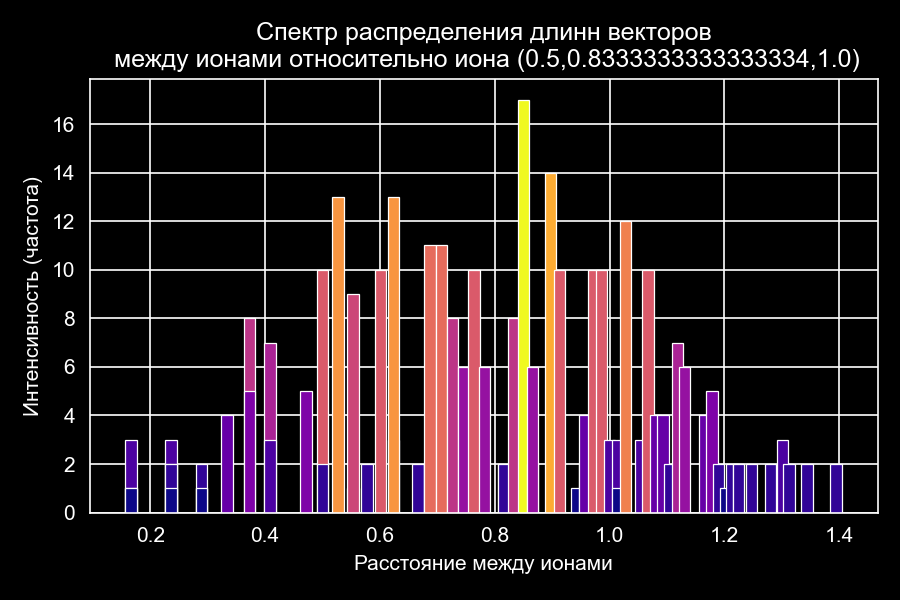 Спектр распределения длинн векторов
между ионами относительно иона (0.5,0.8333333333333334,1.0)
Интенсивность (частота)
16
14
12
10
8
6
4
2
0
0.2 0.4 0.6 0.8 1.0 1.2 1.4
Расстояние между ионами